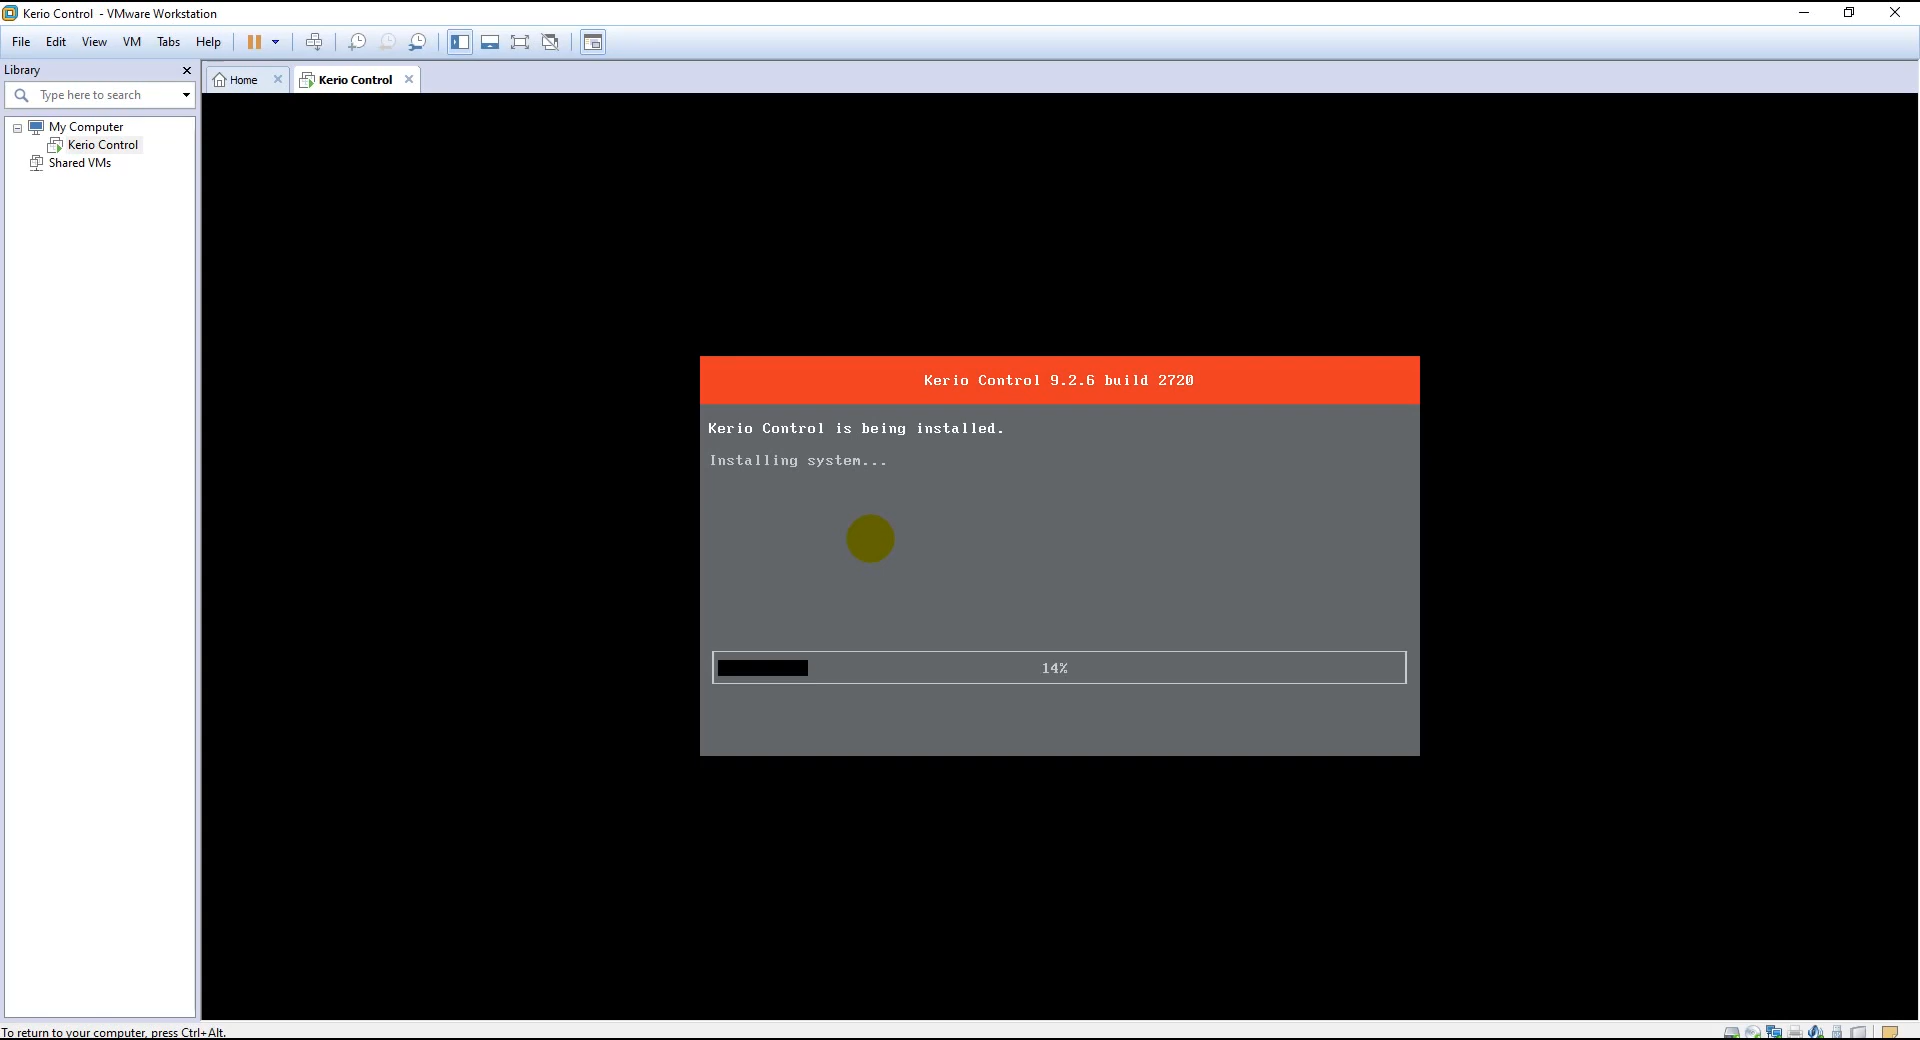 Kerio Control - VMware Workstation
File Edit View VM Tabs Help
Library
Type here to search
Home
Kerio Control
My Computer
Kerio Control
Shared VMs
Kerio Control 9.2.6 build 2720
Kerio Control is being installed.
Installing system...
14%
To return to your computer, press Ctrl+Alt.